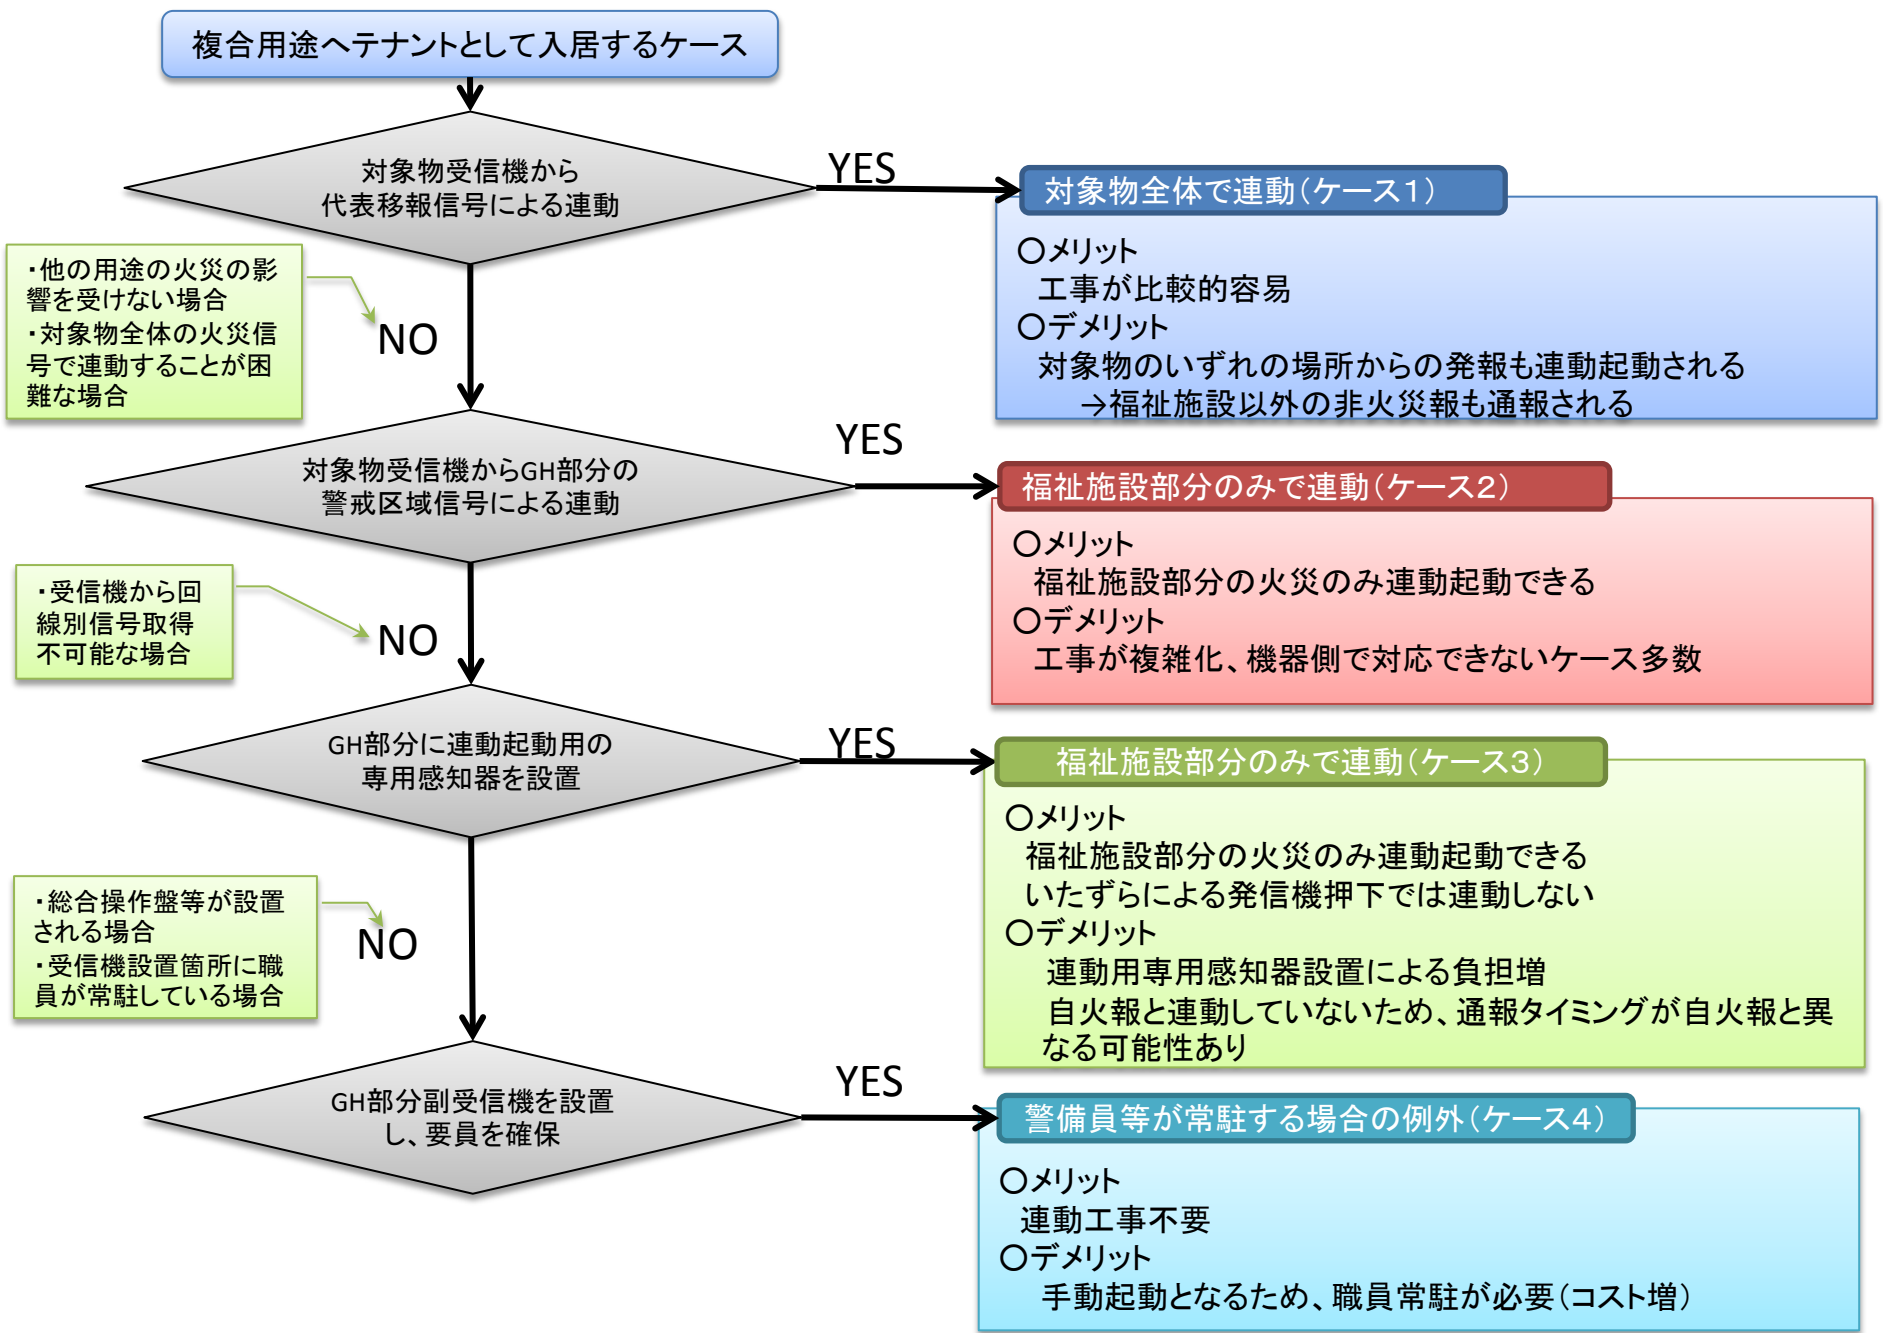 複合用途へテナントとして入居するケース
対象物受信機から
代表移報信号による連動
YES
対象物全体で連動(ケース1)
○メリット
工事が比較的容易
○デメリット
対象物のいずれの場所からの発報も連動起動される
→福祉施設以外の非火災報も通報される
・他の用途の火災の影
響を受けない場合
・対象物全体の火災信
号で連動することが困
難な場合
NO
対象物受信機からGH部分の
警戒区域信号による連動
YES
福祉施設部分のみで連動(ケース2)
○メリット
福祉施設部分の火災のみ連動起動できる
○デメリット
工事が複雑化、機器側で対応できないケース多数
・受信機から回
線別信号取得
不可能な場合
NO
GH部分に連動起動用の
専用感知器を設置
YES
福祉施設部分のみで連動(ケース3)
○メリット
福祉施設部分の火災のみ連動起動できる
いたずらによる発信機押下では連動しない
○デメリット
連動用専用感知器設置による負担増
自火報と連動していないため、通報タイミングが自火報と異
なる可能性あり
・総合操作盤等が設置
される場合
・受信機設置箇所に職
員が常駐している場合
NO
GH部分副受信機を設置
し、要員を確保
YES
警備員等が常駐する場合の例外(ケース4)
○メリット
連動工事不要
○デメリット
手動起動となるため、職員常駐が必要(コスト増)